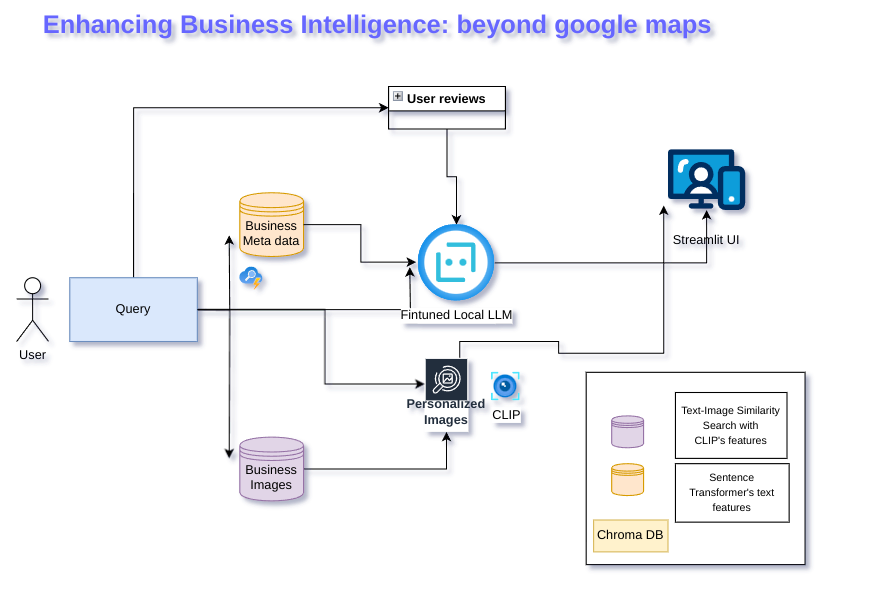 Enhancing Business Intelligence: beyond google maps
User reviews
Business
Meta data
Streamlit UI
Query
User
Fintuned Local LLM
Personalized
Images
CLIP
Business
Images
Text-Image Similarity
Search with
CLIP's features
Sentence
Transformer's text
features
Chroma DB